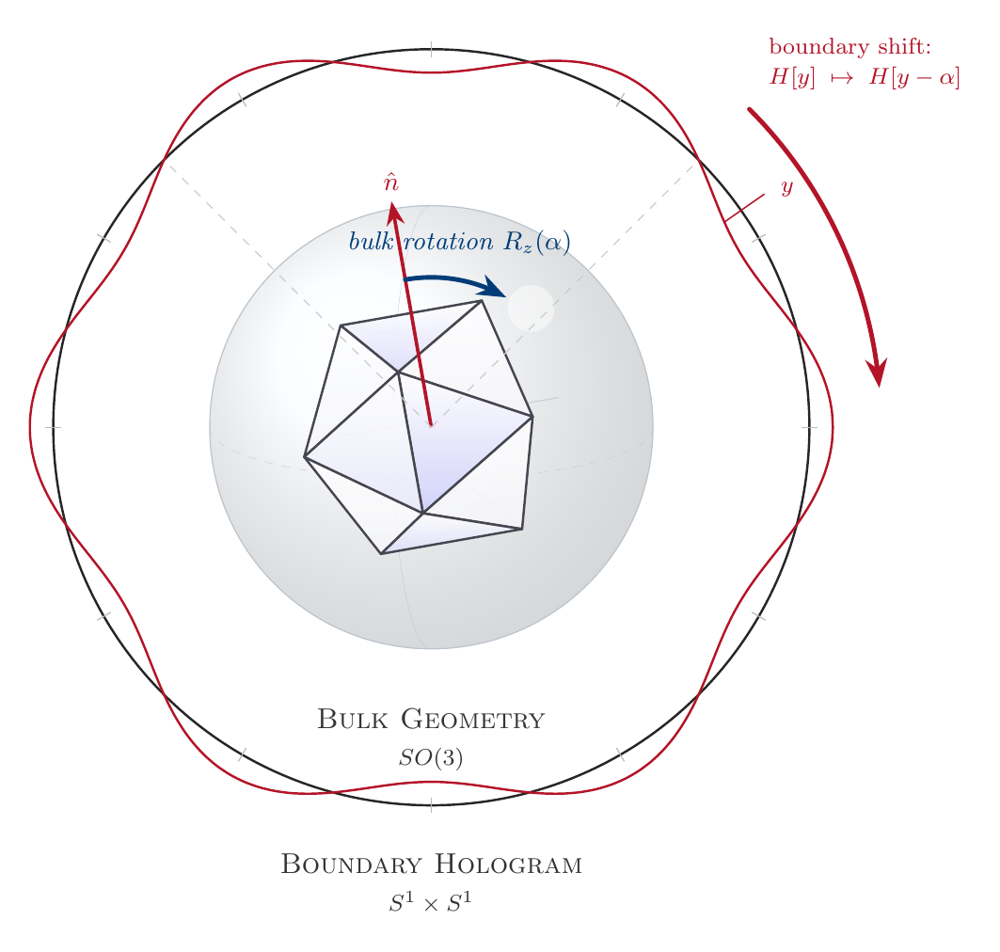 boundary shift:
H[y] ↦ H[y − α]
y
n̂
bulk rotation R_z(α)
Bulk Geometry
SO(3)
Boundary Hologram
S¹ × S¹